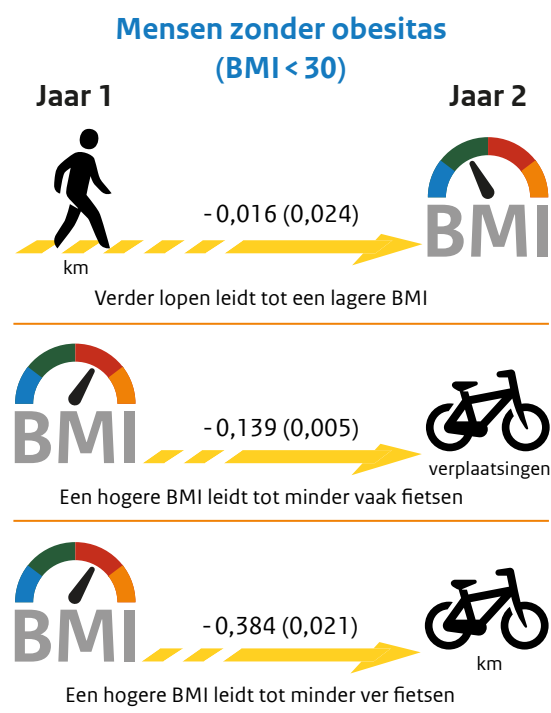 Mensen zonder obesitas
(BMI < 30)
Jaar 1
Jaar 2
-0,016 (0,024)
BMI
km
Verder lopen leidt tot een lagere BMI
-0,139 (0,005)
BMI
verplaatsingen
Een hogere BMI leidt tot minder vaak fietsen
-0,384 (0,021)
BMI
km
Een hogere BMI leidt tot minder ver fietsen